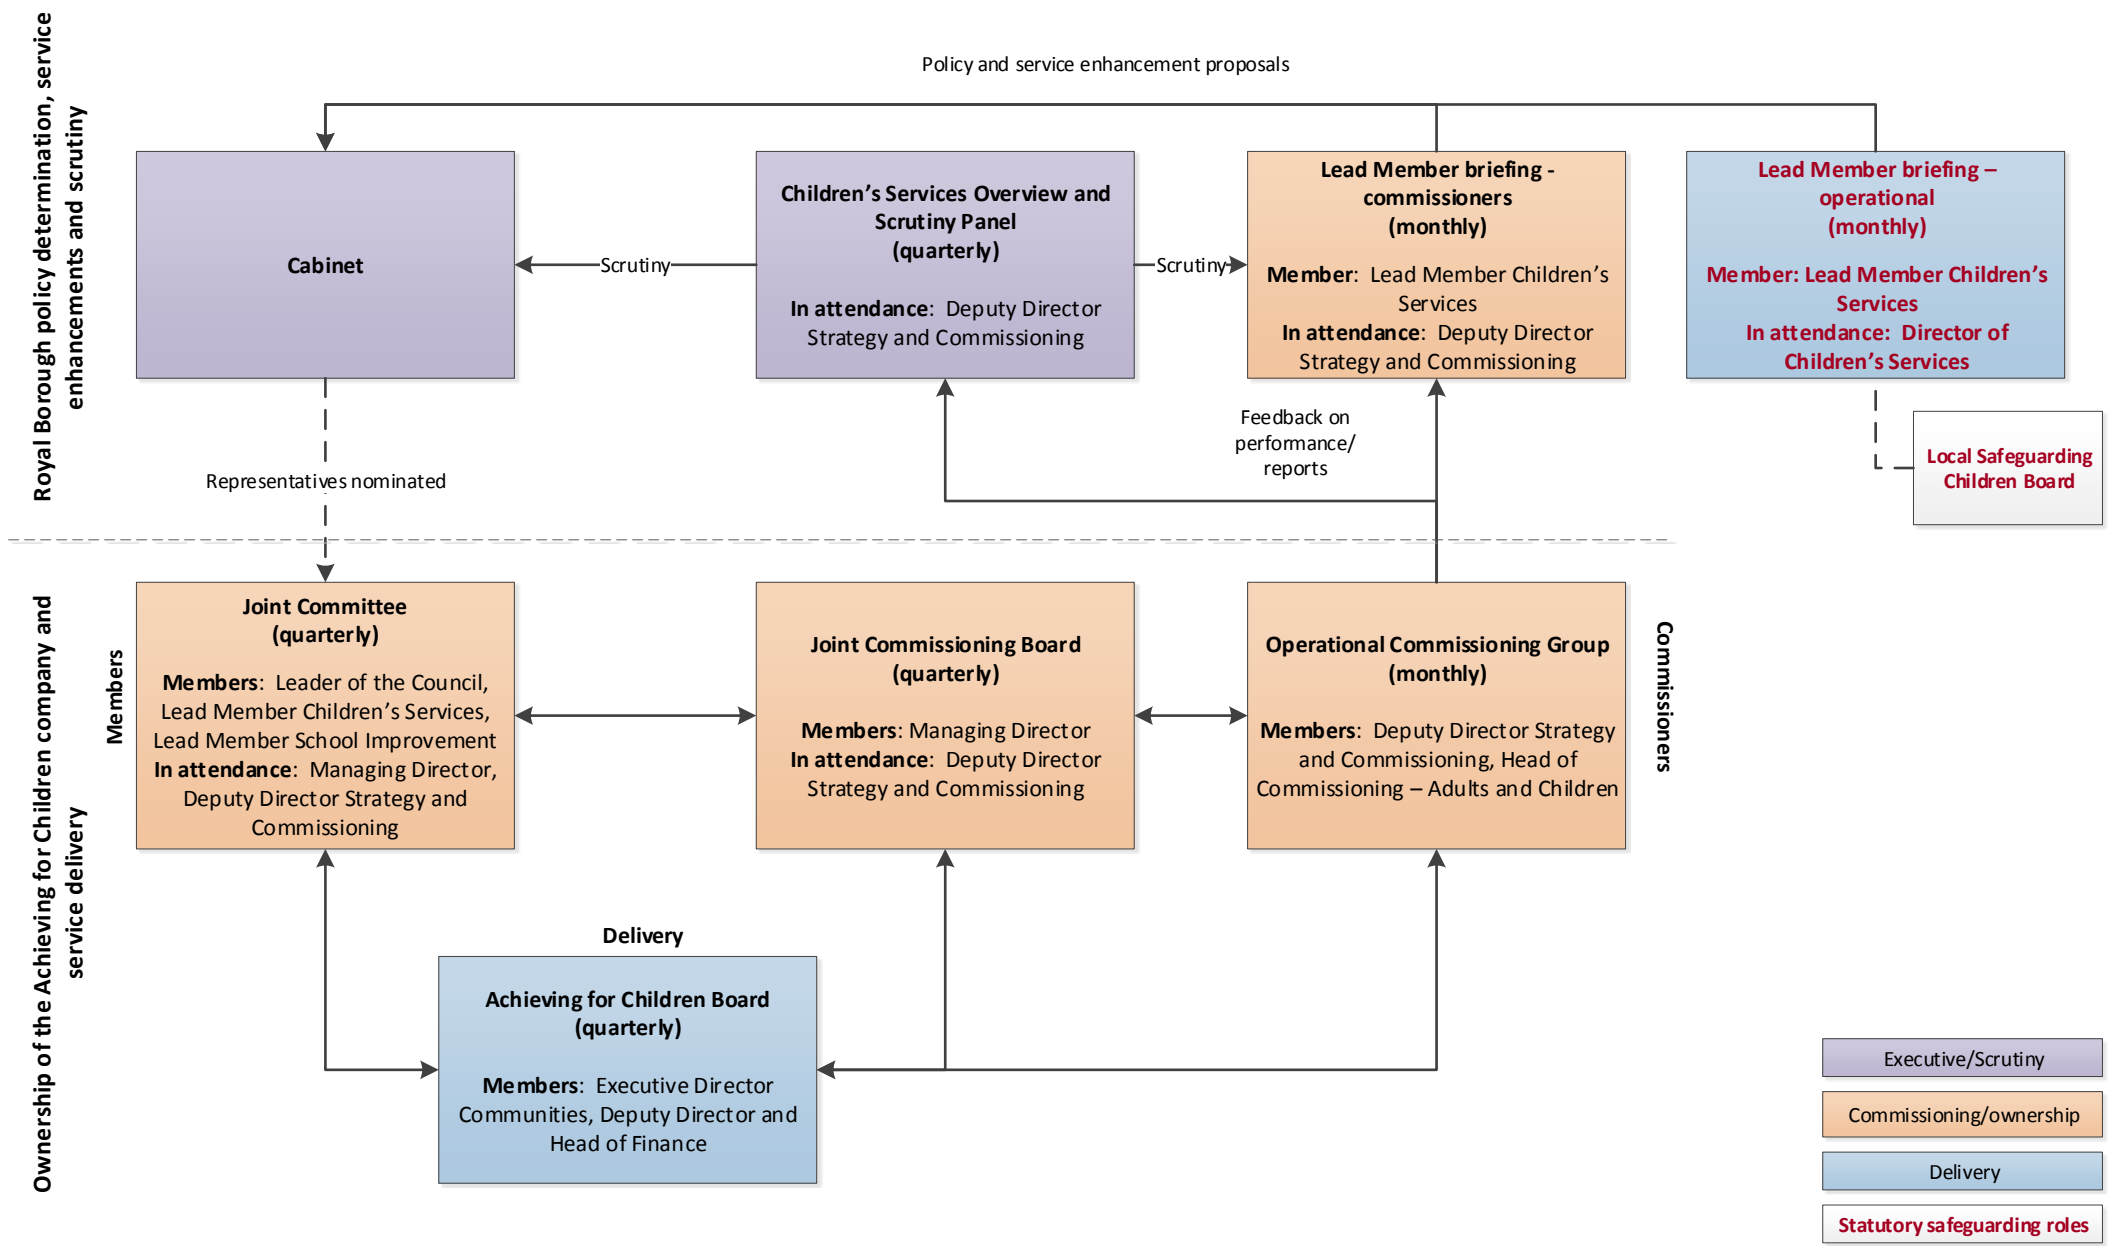 Royal Borough policy determination, service
enhancements and scrutiny
Policy and service enhancement proposals
Cabinet
Scrutiny
Children’s Services Overview and
Scrutiny Panel
(quarterly)
In attendance:  Deputy Director
Strategy and Commissioning
Scrutiny
Lead Member briefing -
commissioners
(monthly)
Member:  Lead Member Children’s
Services
In attendance:  Deputy Director
Strategy and Commissioning
Lead Member briefing –
operational
(monthly)
Member: Lead Member Children’s
Services
In attendance:  Director of
Children’s Services
Representatives nominated
Feedback on
performance/
reports
Local Safeguarding
Children Board
Ownership of the Achieving for Children company and
service delivery
Members
Joint Committee
(quarterly)
Members:  Leader of the Council,
Lead Member Children’s Services,
Lead Member School Improvement
In attendance:  Managing Director,
Deputy Director Strategy and
Commissioning
Joint Commissioning Board
(quarterly)
Members: Managing Director
In attendance:  Deputy Director
Strategy and Commissioning
Operational Commissioning Group
(monthly)
Members:  Deputy Director Strategy
and Commissioning, Head of
Commissioning – Adults and Children
Commissioners
Delivery
Achieving for Children Board
(quarterly)
Members:  Executive Director
Communities, Deputy Director and
Head of Finance
Executive/Scrutiny
Commissioning/ownership
Delivery
Statutory safeguarding roles